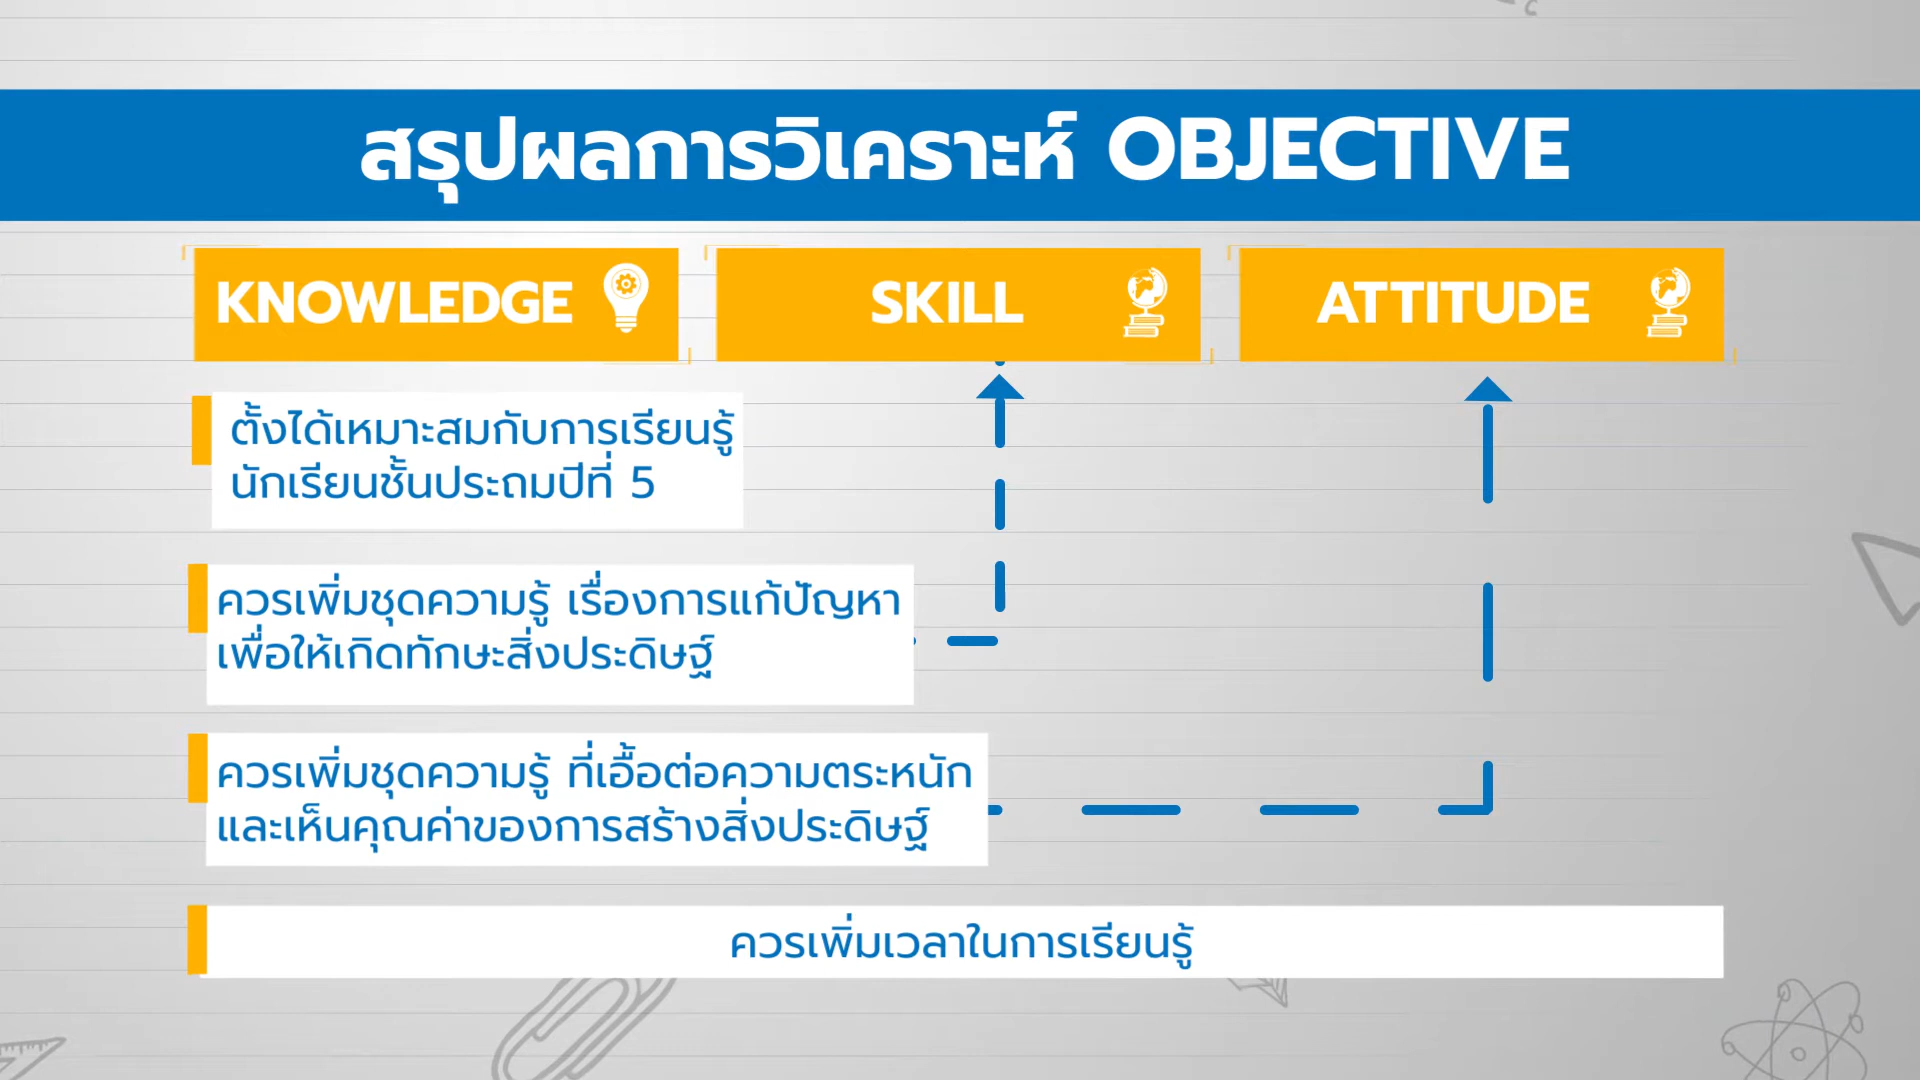 สรุปผลการวิเคราะห์ OBJECTIVE
KNOWLEDGE
SKILL
ATTITUDE
ตั้งได้เหมาะสมกับการเรียนรู้
นักเรียนชั้นประถมปีที่ 5
ควรเพิ่มชุดความรู้ เรื่องการแก้ปัญหา
เพื่อให้เกิดทักษะสิ่งประดิษฐ์
ควรเพิ่มชุดความรู้ ที่เอื้อต่อความตระหนัก
และเห็นคุณค่าของการสร้างสิ่งประดิษฐ์
ควรเพิ่มเวลาในการเรียนรู้